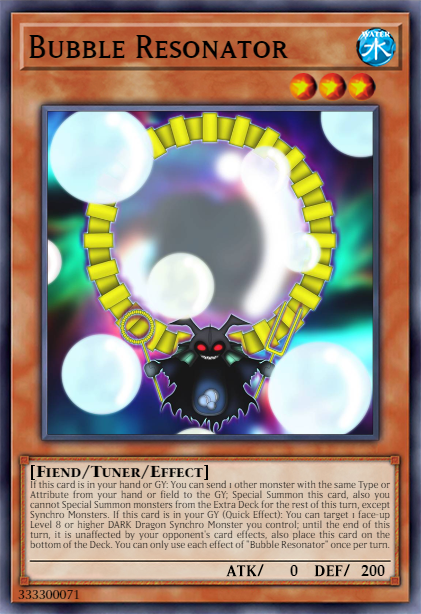 Bubble Resonator
WATER
水
[Fiend/Tuner/Effect]
If this card is in your hand or GY: You can send 1 other monster with the same Type or
Attribute from your hand or field to the GY; Special Summon this card, also you
cannot Special Summon monsters from the Extra Deck for the rest of this turn, except
Synchro Monsters. If this card is in your GY (Quick Effect): You can target 1 face-up
Level 8 or higher DARK Dragon Synchro Monster you control; until the end of this
turn, it is unaffected by your opponent's card effects, also place this card on the
bottom of the Deck. You can only use each effect of "Bubble Resonator" once per turn.
ATK/ 0 DEF/ 200
333300071